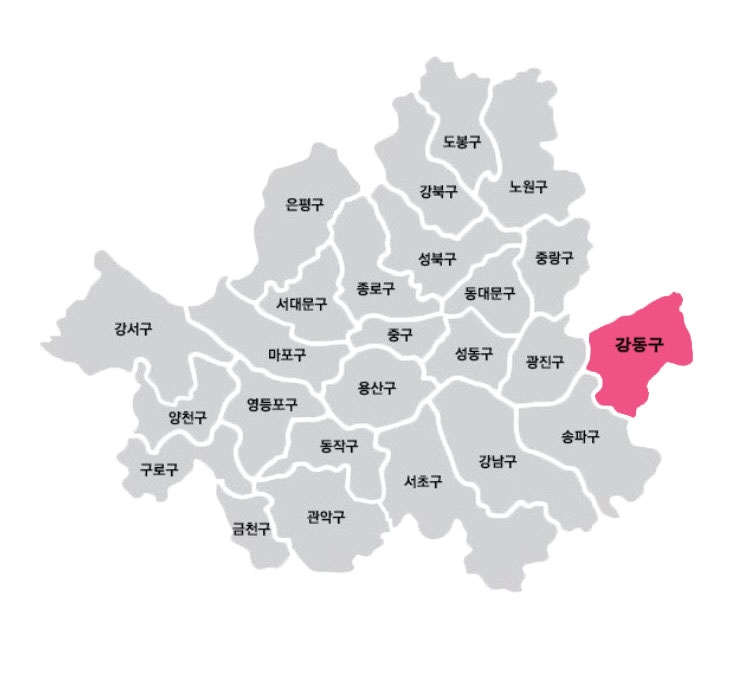 도봉구
강북구
노원구
은평구
성북구
중랑구
종로구
동대문구
서대문구
강서구
중구
강동구
마포구
성동구
광진구
용산구
영등포구
양천구
송파구
동작구
강남구
구로구
서초구
관악구
금천구